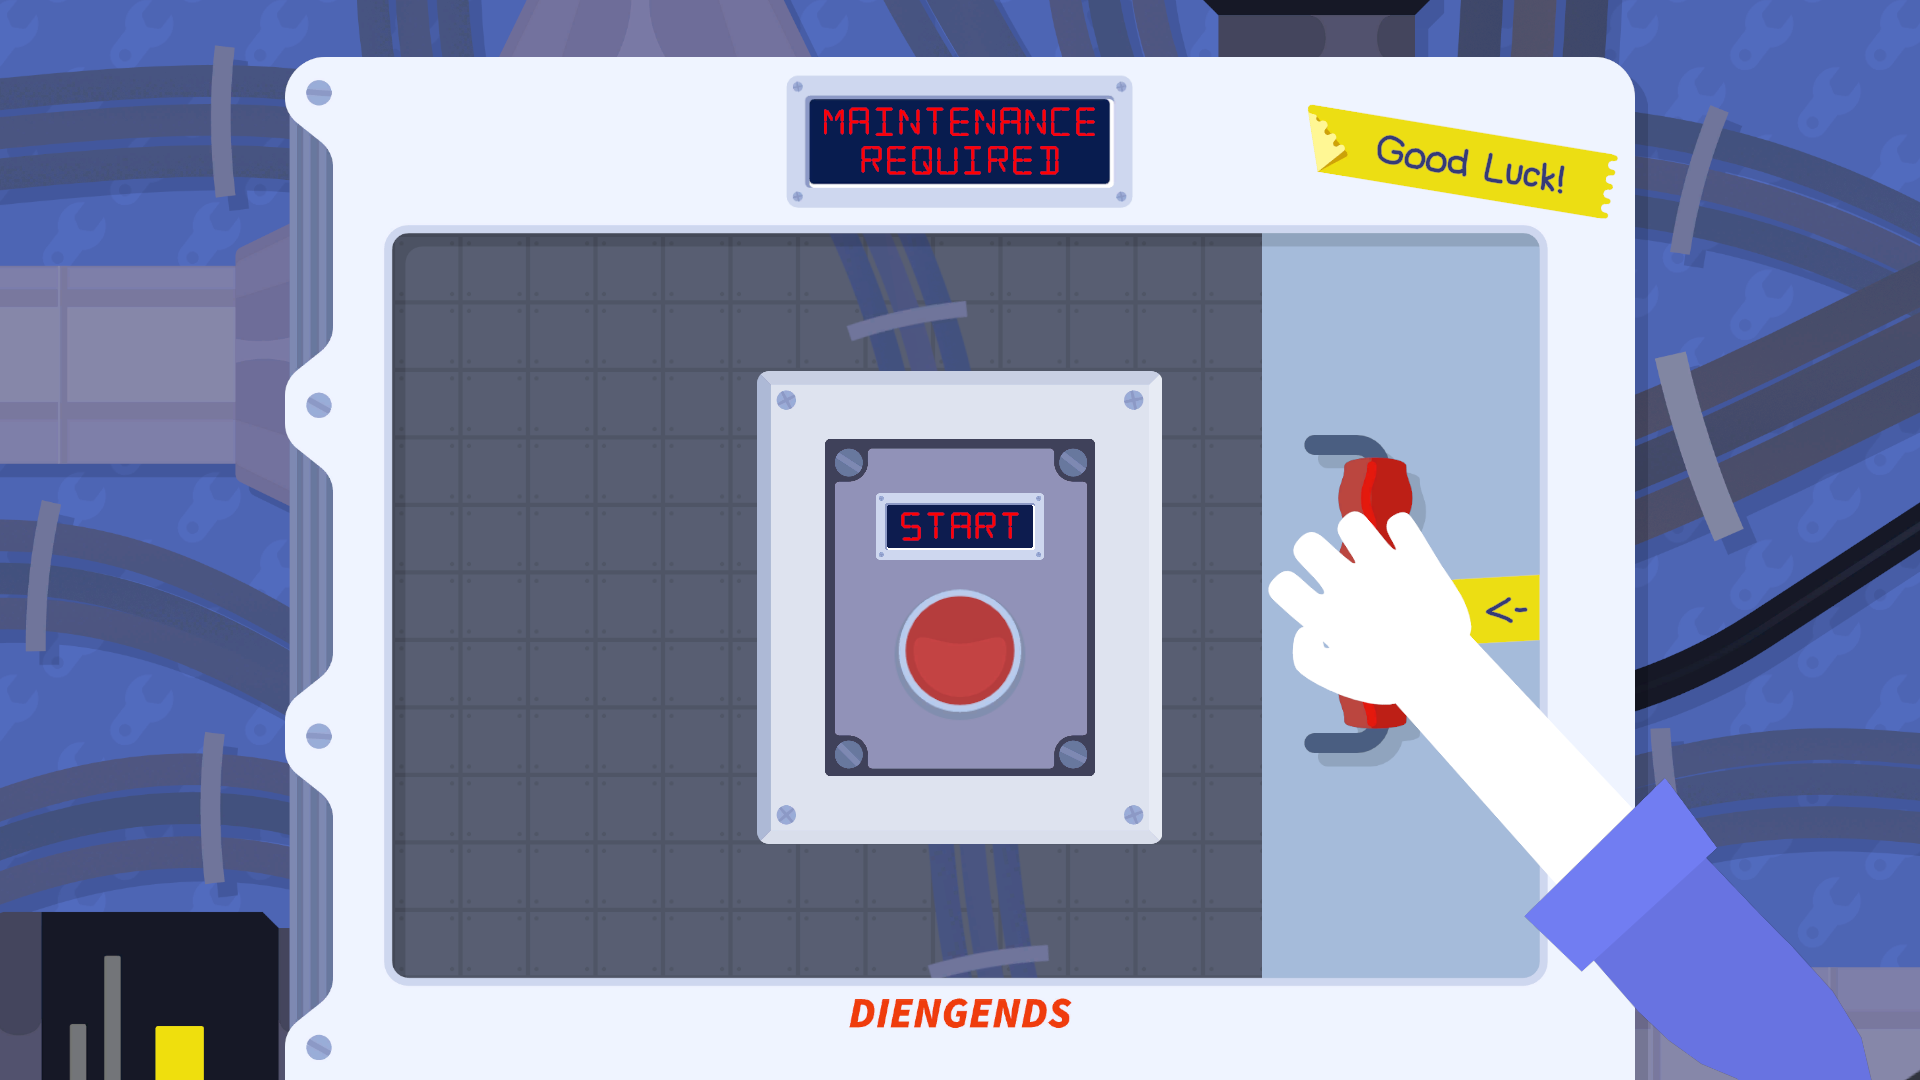 MAINTENANCE
REQUIRED
Good Luck!
START
<-
DIENGENDS